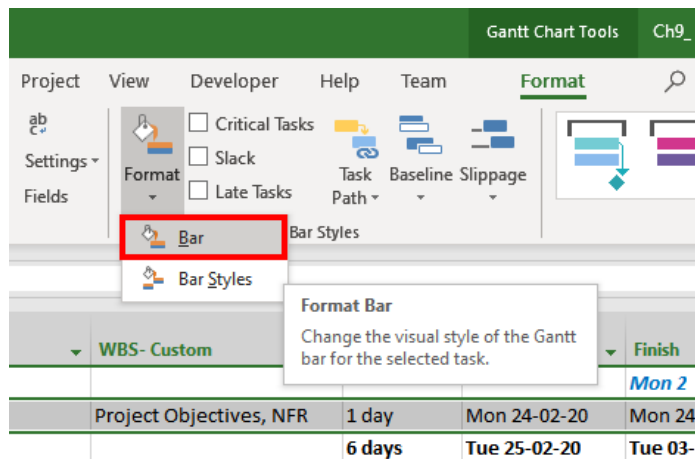 Gantt Chart Tools Ch9_
Project View Developer Help Team Format
ab
c
Settings
Fields
Format
Critical Tasks
Slack
Late Tasks
Task
Path
Baseline
Slippage
Bar Styles
Bar
Bar Styles
Format Bar
Change the visual style of the Gantt
bar for the selected task.
WBS- Custom Finish
Mon 2
Project Objectives, NFR 1 day Mon 24-02-20 Mon 24
6 days Tue 25-02-20 Tue 03-